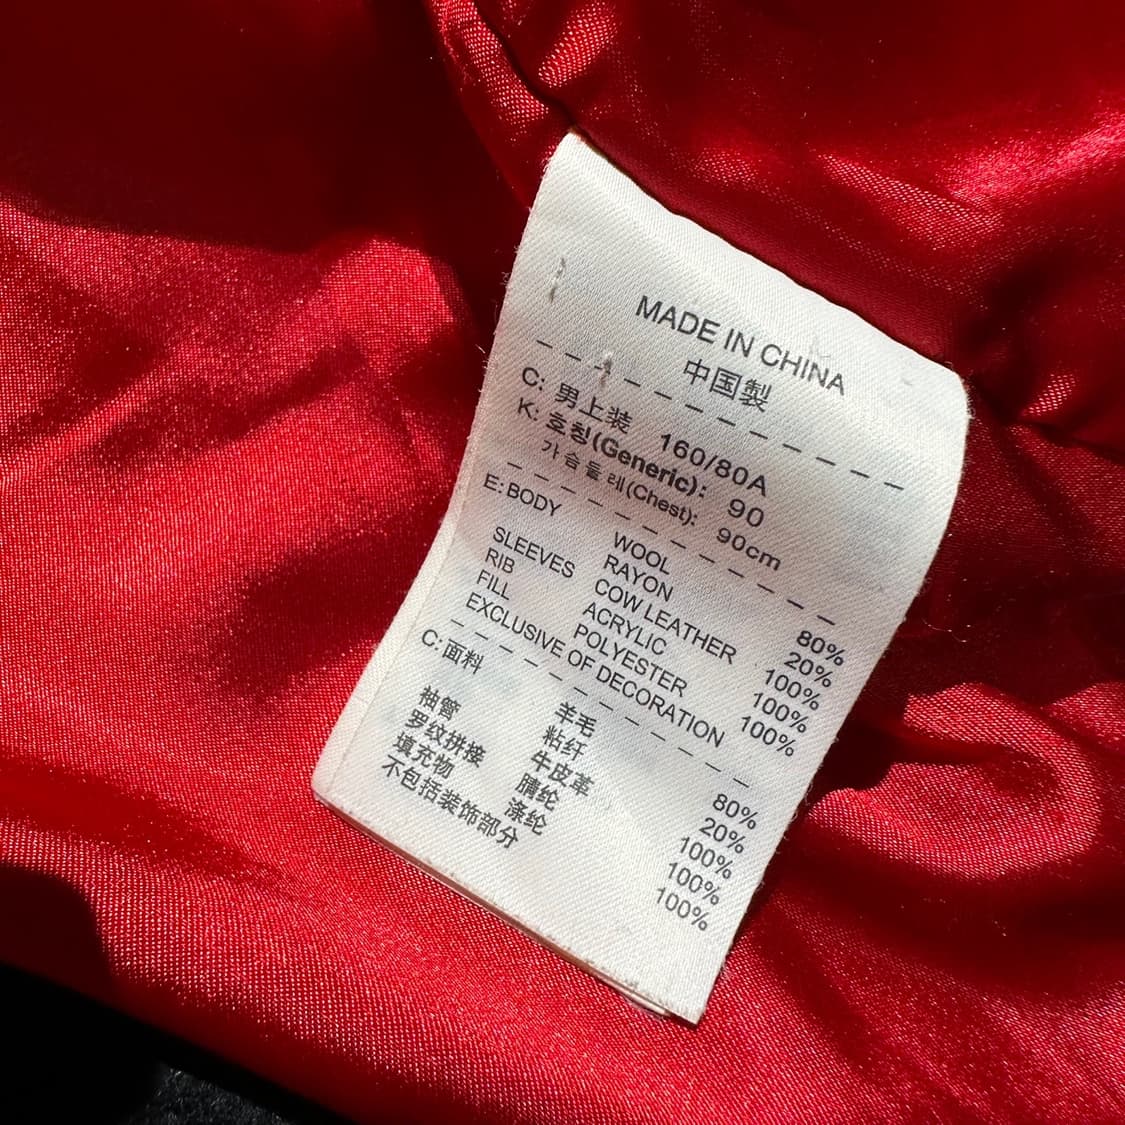 MADE IN CHINA
中国製
C: 男上装 160/80A
K: 호칭(Generic): 90
가슴둘레(Chest): 90cm
E: BODY WOOL 80%
RAYON 20%
SLEEVES COW LEATHER 100%
RIB ACRYLIC 100%
FILL POLYESTER 100%
EXCLUSIVE OF DECORATION
C: 面料 羊毛 80%
粘纤 20%
袖管 牛皮革 100%
罗纹拼接 腈纶 100%
填充物 涤纶 100%
不包括装饰部分